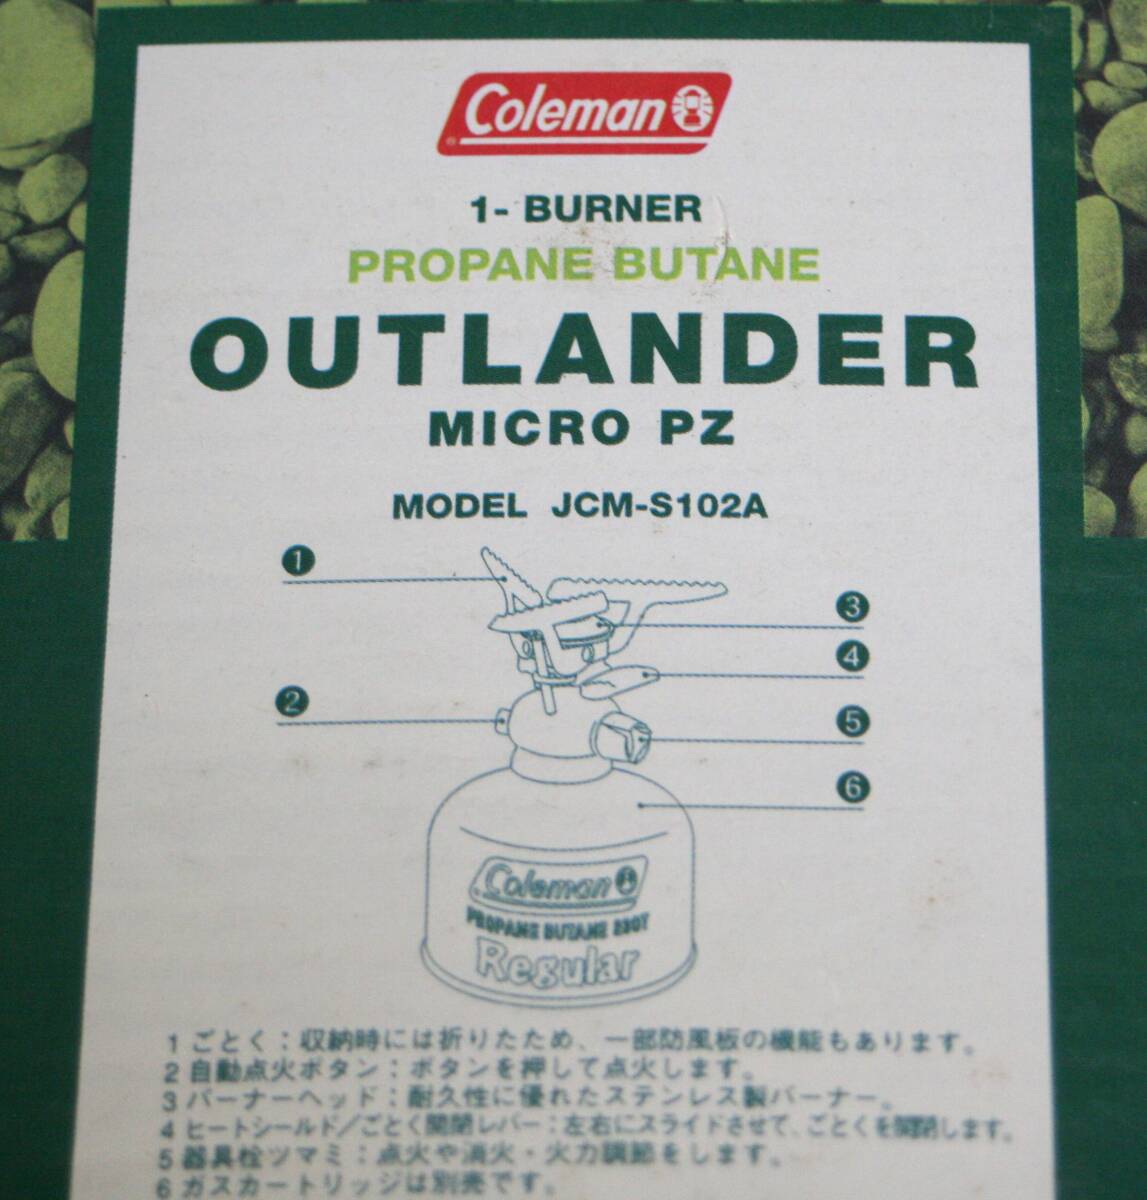 Coleman
1- BURNER
PROPANE BUTANE
OUTLANDER
MICRO PZ
MODEL JCM-S102A
1
3
4
2
5
6
Coleman
PROPANE BUTANE 230T
Regular
1 ごとく：収納時には折りたため、一部防風板の機能もあります。
2 自動点火ボタン：ボタンを押して点火します。
3 バーナーヘッド：耐久性に優れたステンレス製バーナー。
4 ヒートシールド／ごとく開閉レバー：左右にスライドさせて、ごとくを開閉します。
5 器具栓ツマミ：点火や消火・火力調節をします。
6 ガスカートリッジは別売です。